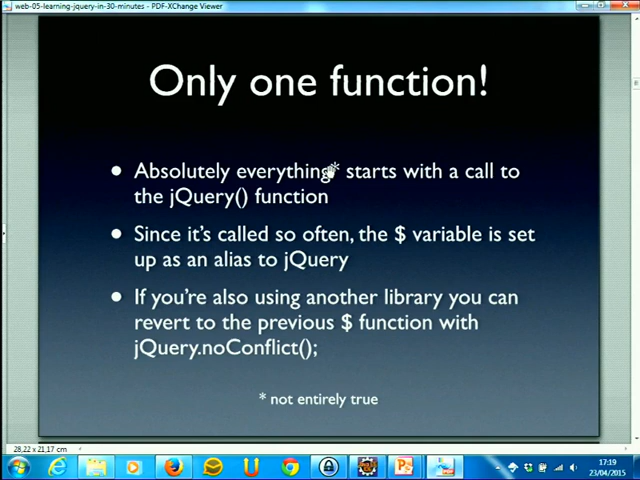 web-05-learning-jquery-in-30-minutes - PDF-XChange Viewer
Only one function!
• Absolutely everything* starts with a call to
the jQuery() function
• Since it's called so often, the $ variable is set
up as an alias to jQuery
• If you're also using another library you can
revert to the previous $ function with
jQuery.noConflict();
* not entirely true
28,22 x 21,17 cm
17:19
23/04/2015